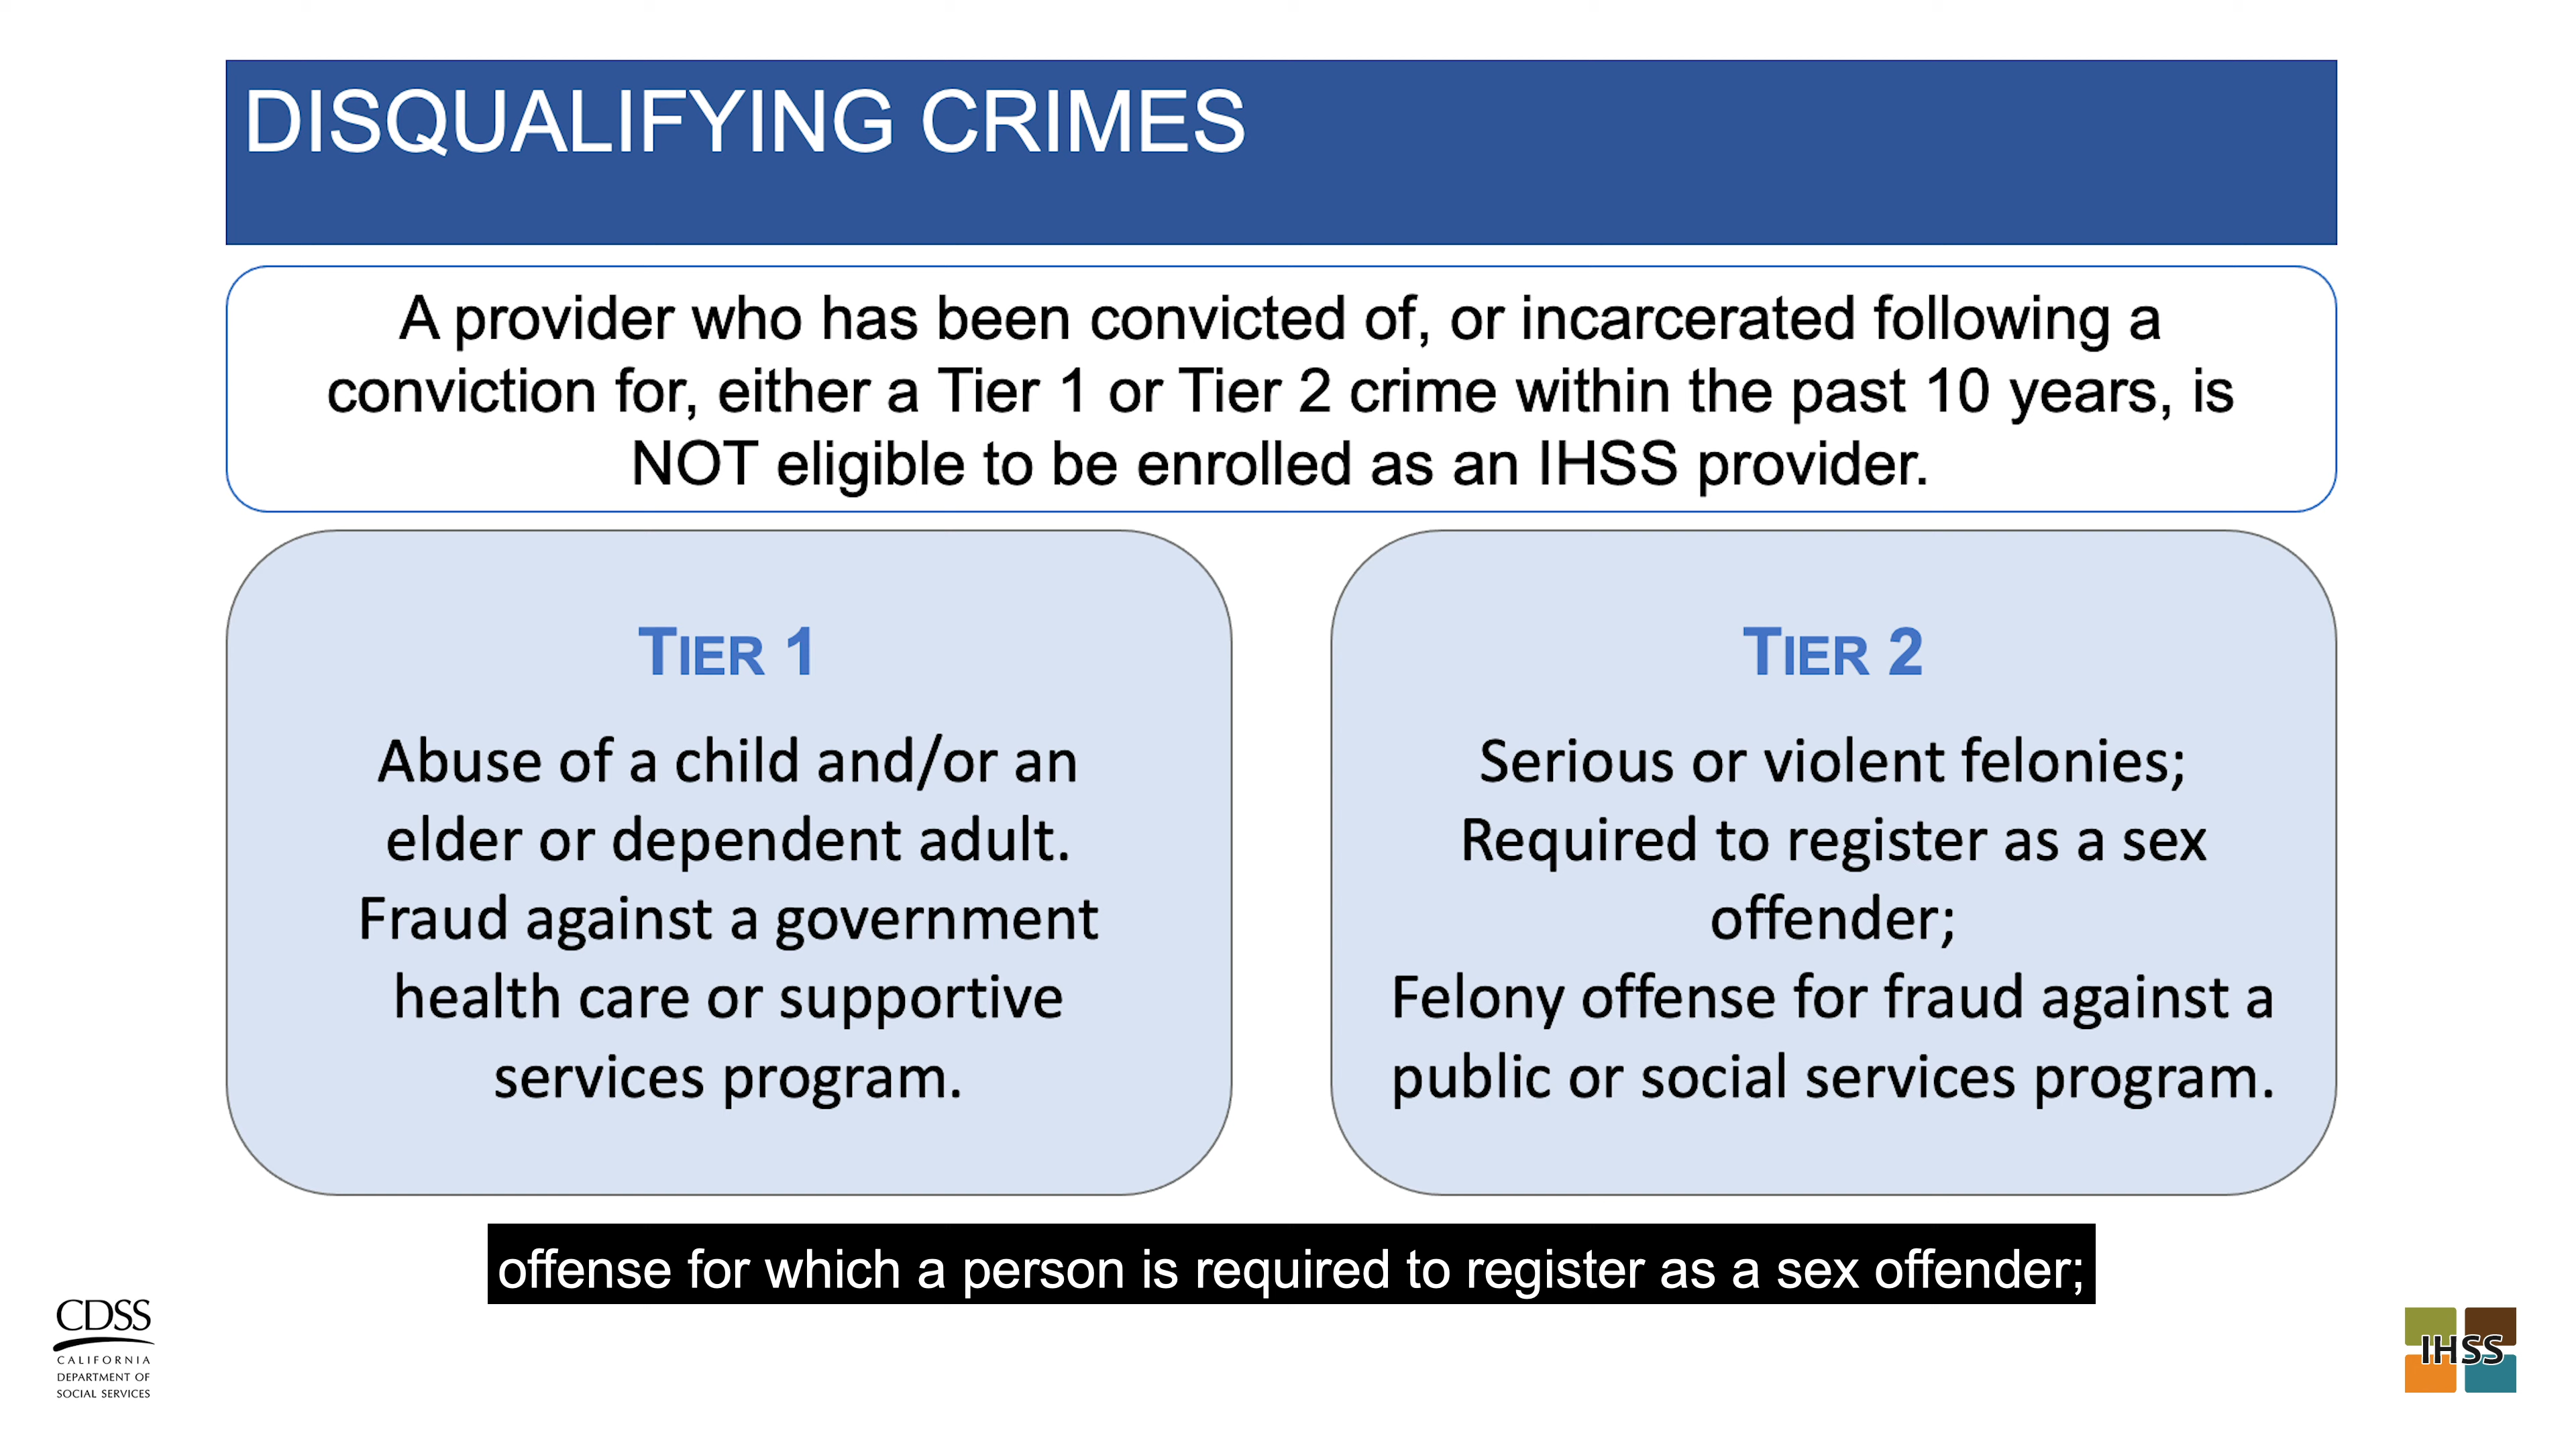 DISQUALIFYING CRIMES
A provider who has been convicted of, or incarcerated following a
conviction for, either a Tier 1 or Tier 2 crime within the past 10 years, is
NOT eligible to be enrolled as an IHSS provider.
TIER 1
Abuse of a child and/or an
elder or dependent adult.
Fraud against a government
health care or supportive
services program.
TIER 2
Serious or violent felonies;
Required to register as a sex
offender;
Felony offense for fraud against a
public or social services program.
offense for which a person is required to register as a sex offender;
CDSS
CALIFORNIA
DEPARTMENT OF
SOCIAL SERVICES
IHSS